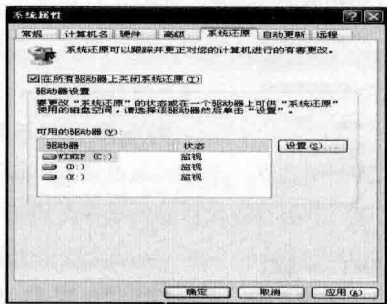 系统属性
常规 计算机名 硬件 高级 系统还原 自动更新 远程
系统还原可以跟踪并更正对您的计算机进行的有害更改。
在所有驱动器上关闭系统还原(T)
驱动器设置
要更改“系统还原”的状态或在一个驱动器上可供“系统还原”
使用的磁盘空间，请选择该驱动器然后单击“设置”。
可用的驱动器(V):
驱动器 状态
WINXP (C:) 监视
(D:) 监视
(E:) 监视
设置(S)...
确定 取消 应用(A)